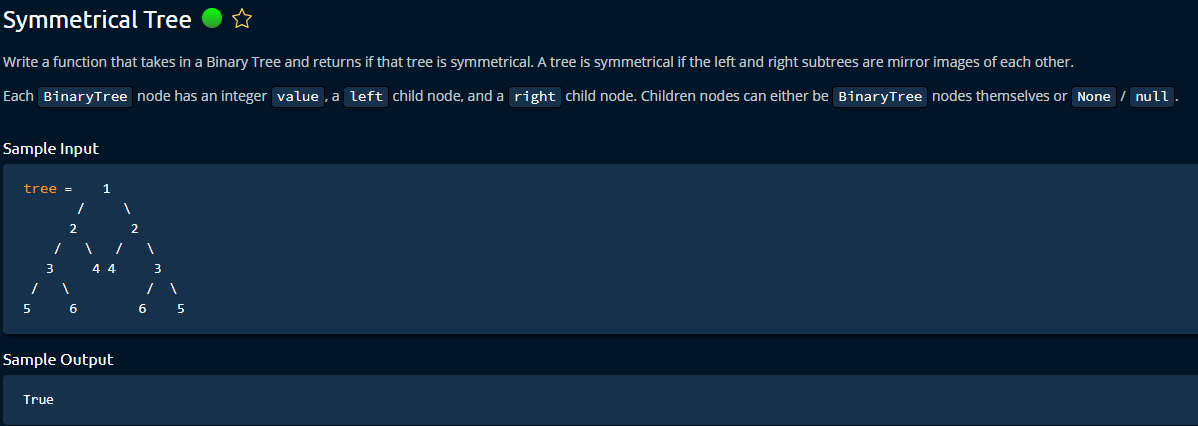 Symmetrical Tree
Write a function that takes in a Binary Tree and returns if that tree is symmetrical. A tree is symmetrical if the left and right subtrees are mirror images of each other.
Each BinaryTree node has an integer value, a left child node, and a right child node. Children nodes can either be BinaryTree nodes themselves or None / null.
Sample Input
tree =    1
       /     \
      2       2
    /   \   /   \
   3     4 4     3
 /   \          /  \
5     6        6    5
Sample Output
True